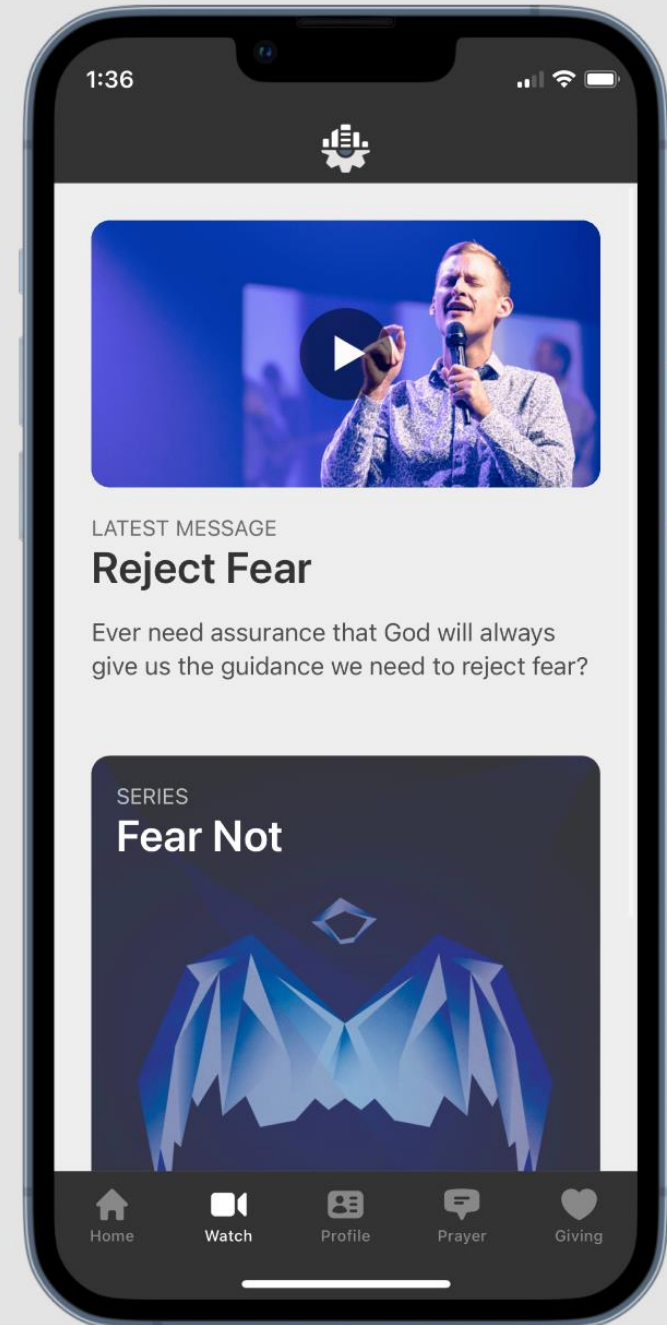 1:36
LATEST MESSAGE
Reject Fear
Ever need assurance that God will always
give us the guidance we need to reject fear?
SERIES
Fear Not
Home Watch Profile Prayer Giving